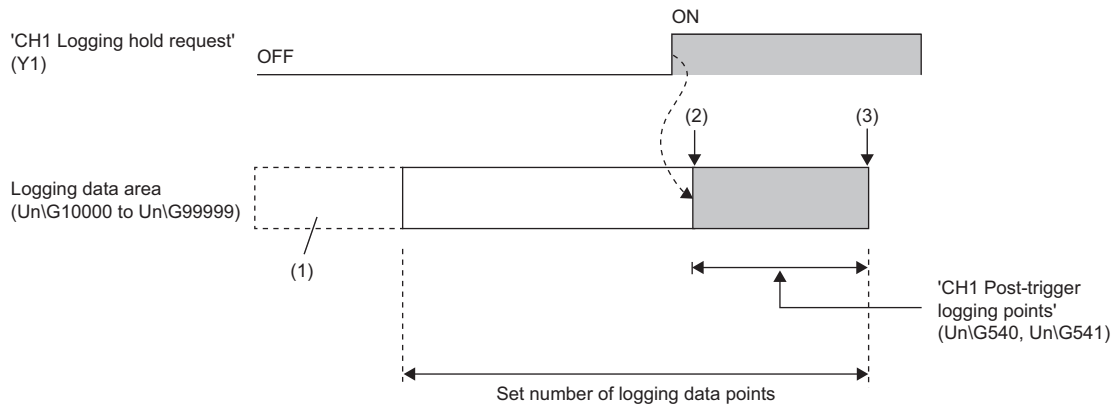 ON
'CH1 Logging hold request'
(Y1)
OFF
(2)
(3)
Logging data area
(Un\G10000 to Un\G99999)
(1)
'CH1 Post-trigger
logging points'
(Un\G540, Un\G541)
Set number of logging data points